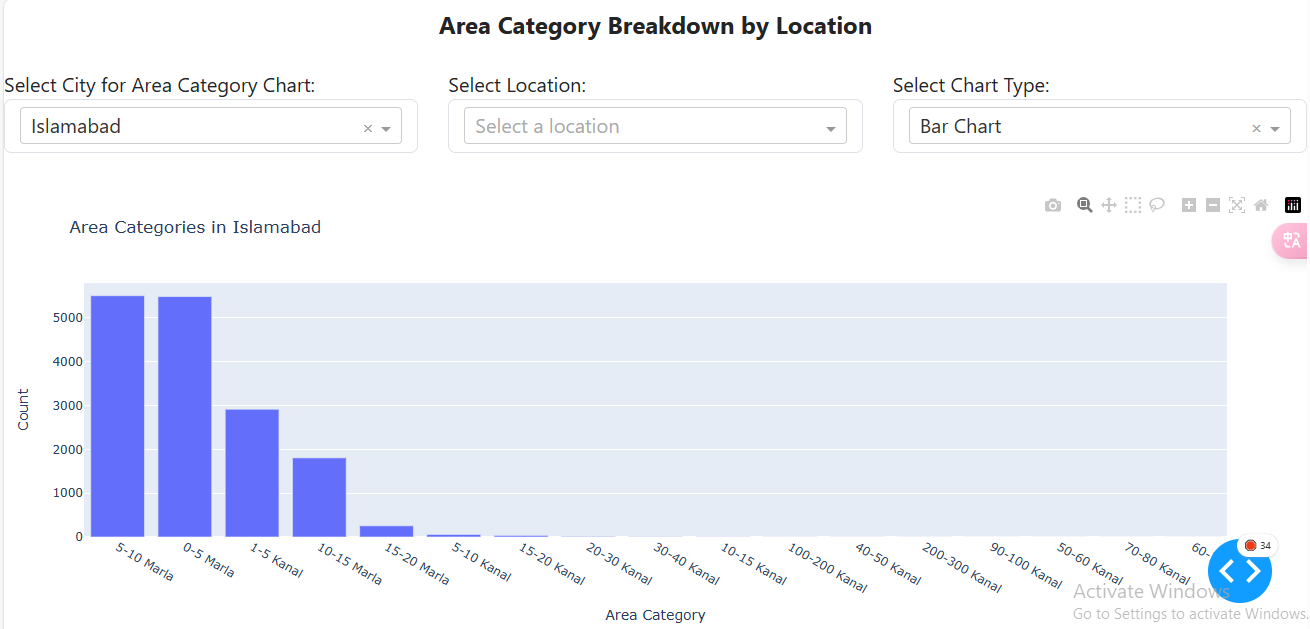 Area Category Breakdown by Location
Select City for Area Category Chart:
Select Location:
Select Chart Type:
Islamabad
Select a location
Bar Chart
Area Categories in Islamabad
5000
4000
3000
2000
1000
0
Count
5-10 Marla
0-5 Marla
1-5 Kanal
10-15 Marla
15-20 Marla
5-10 Kanal
15-20 Kanal
20-30 Kanal
30-40 Kanal
10-15 Kanal
100-200 Kanal
40-50 Kanal
200-300 Kanal
90-100 Kanal
50-60 Kanal
70-80 Kanal
60-
34
Area Category
Activate Windows
Go to Settings to activate Windows.